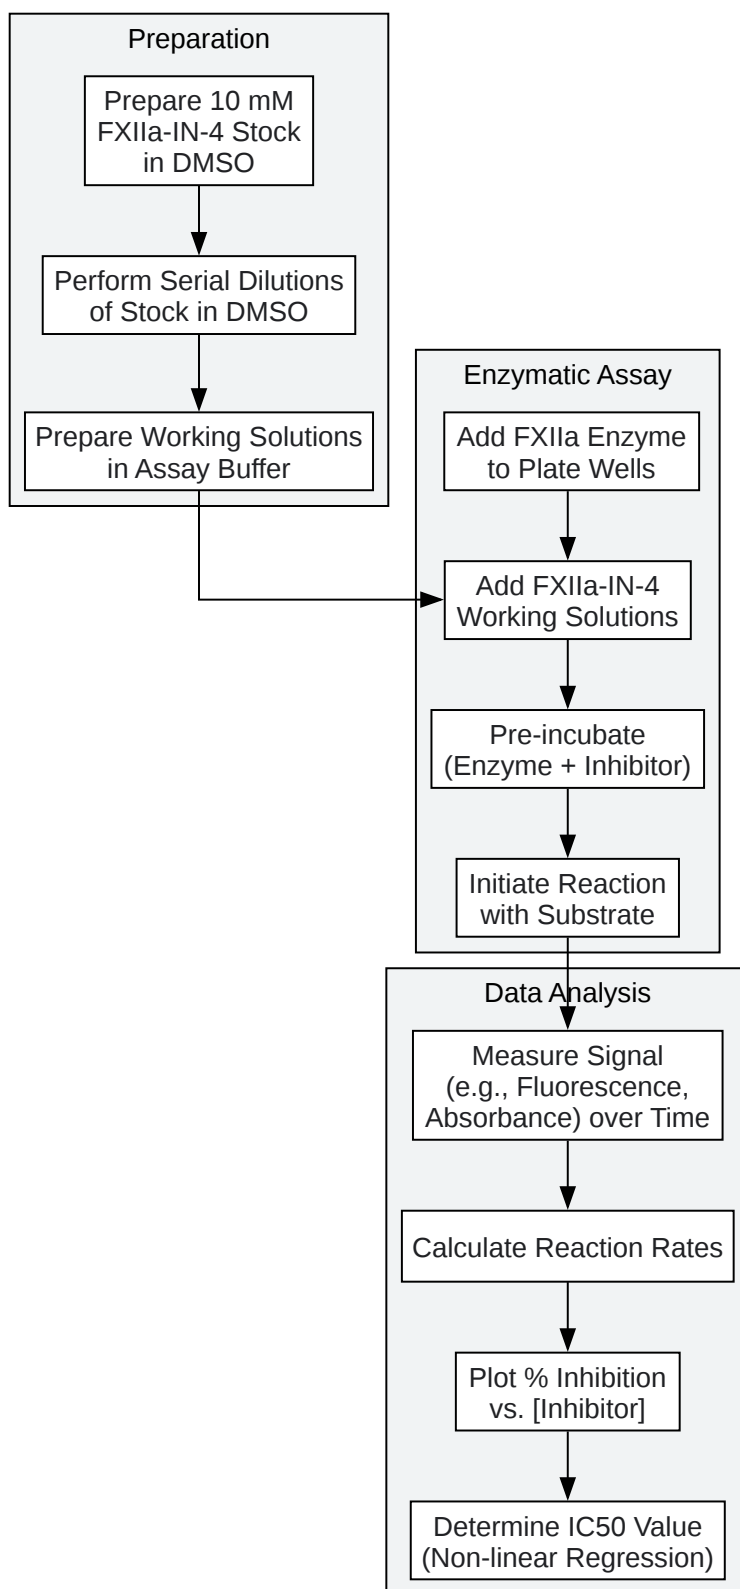 Preparation
Prepare 10 mM
FXIIa-IN-4 Stock
in DMSO
Perform Serial Dilutions
of Stock in DMSO
Prepare Working Solutions
in Assay Buffer
Enzymatic Assay
Add FXIIa Enzyme
to Plate Wells
Add FXIIa-IN-4
Working Solutions
Pre-incubate
(Enzyme + Inhibitor)
Initiate Reaction
with Substrate
Data Analysis
Measure Signal
(e.g., Fluorescence,
Absorbance) over Time
Calculate Reaction Rates
Plot % Inhibition
vs. [Inhibitor]
Determine IC50 Value
(Non-linear Regression)